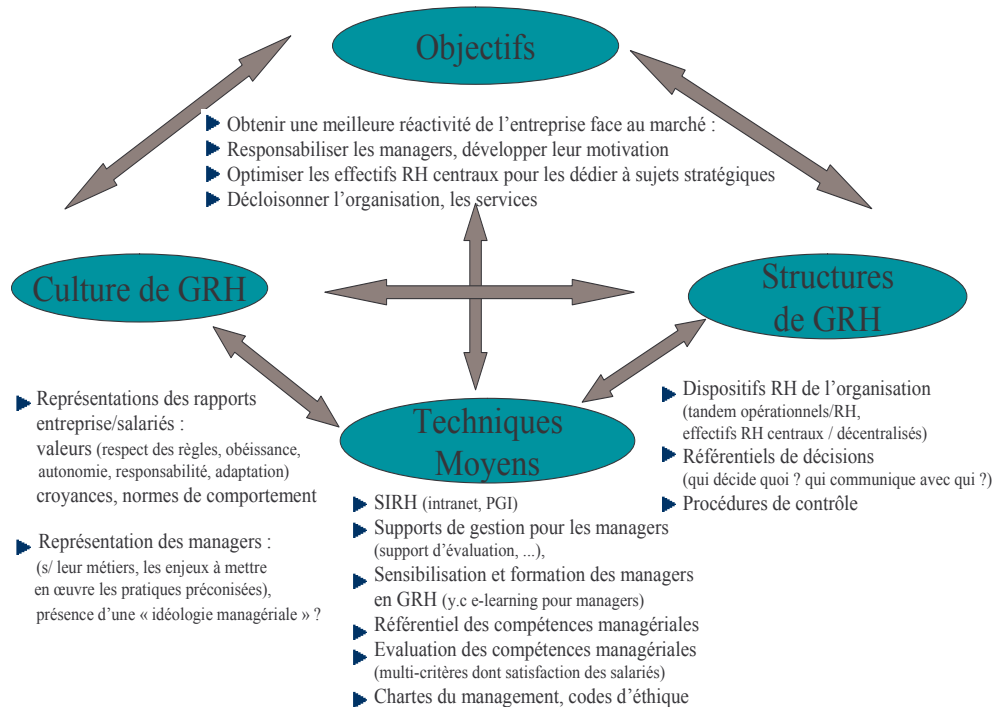 Objectifs
Obtenir une meilleure réactivité de l'entreprise face au marché :
Responsabiliser les managers, développer leur motivation
Optimiser les effectifs RH centraux pour les dédier à sujets stratégiques
Décloisonner l'organisation, les services
Culture de GRH
Structures
de GRH
Représentations des rapports
entreprise/salariés :
valeurs (respect des règles, obéissance,
autonomie, responsabilité, adaptation)
croyances, normes de comportement
Représentation des managers :
(s/ leur métiers, les enjeux à mettre
en œuvre les pratiques préconisées),
présence d'une « idéologie managériale » ?
Techniques
Moyens
SIRH (intranet, PGI)
Supports de gestion pour les managers
(support d'évaluation, ...),
Sensibilisation et formation des managers
en GRH (y.c e-learning pour managers)
Référentiel des compétences managériales
Evaluation des compétences managériales
(multi-critères dont satisfaction des salariés)
Chartes du management, codes d'éthique
Dispositifs RH de l'organisation
(tandem opérationnels/RH,
effectifs RH centraux / décentralisés)
Référentiels de décisions
(qui décide quoi ? qui communique avec qui ?)
Procédures de contrôle